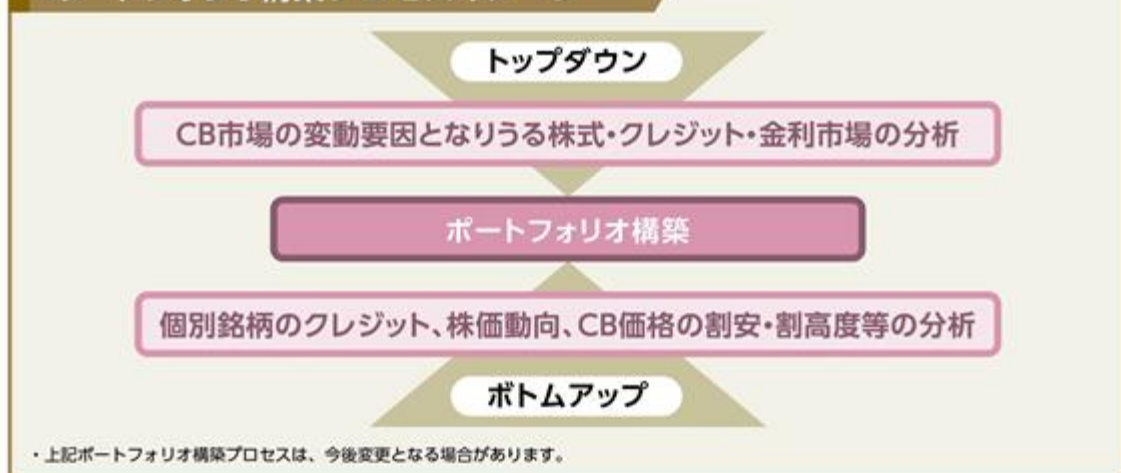 トップダウン
CB市場の変動要因となりうる株式・クレジット・金利市場の分析
ポートフォリオ構築
個別銘柄のクレジット、株価動向、CB価格の割安・割高度等の分析
ボトムアップ
・上記ポートフォリオ構築プロセスは、今後変更となる場合があります。